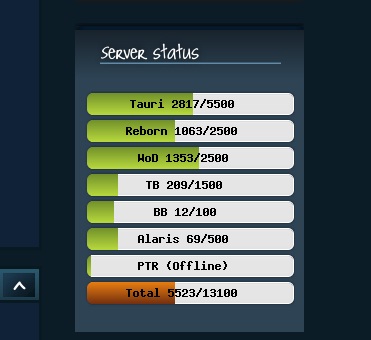 Server status
Tauri 2817/5500
Reborn 1063/2500
WoD 1353/2500
TB 209/1500
BB 12/100
Alaris 69/500
PTR (Offline)
Total 5523/13100